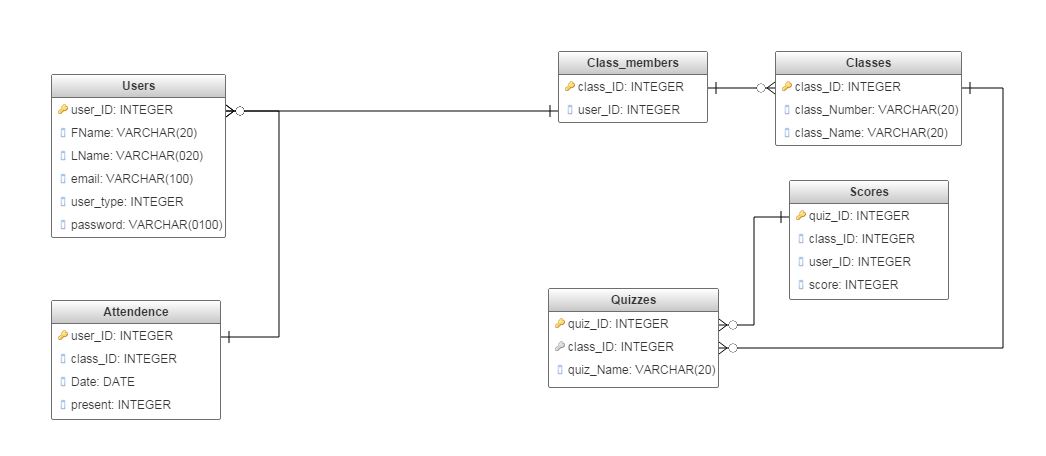 Users
user_ID: INTEGER
FName: VARCHAR(20)
LName: VARCHAR(020)
email: VARCHAR(100)
user_type: INTEGER
password: VARCHAR(0100)
Class_members
class_ID: INTEGER
user_ID: INTEGER
Classes
class_ID: INTEGER
class_Number: VARCHAR(20)
class_Name: VARCHAR(20)
Scores
quiz_ID: INTEGER
class_ID: INTEGER
user_ID: INTEGER
score: INTEGER
Attendence
user_ID: INTEGER
class_ID: INTEGER
Date: DATE
present: INTEGER
Quizzes
quiz_ID: INTEGER
class_ID: INTEGER
quiz_Name: VARCHAR(20)